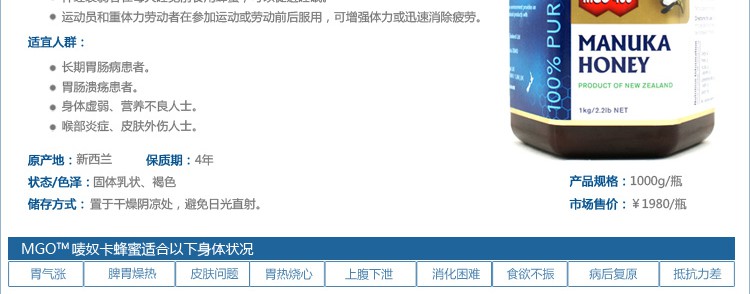 运动员和重体力劳动者在参加运动或劳动前后服用，可增强体力或迅速消除疲劳。
适宜人群：
长期胃肠病患者。
胃肠溃疡患者。
身体虚弱、营养不良人士。
喉部炎症、皮肤外伤人士。
原产地：新西兰 保质期：4年
状态/色泽：固体乳状、褐色
储存方式：置于干燥阴凉处，避免日光直射。
100% PUR
MANUKA
HONEY
PRODUCT OF NEW ZEALAND
1kg/2.2lb NET
产品规格：1000g/瓶
市场售价：￥1980/瓶
MGO™ 唛奴卡蜂蜜适合以下身体状况
胃气涨 脾胃燥热 皮肤问题 胃热烧心 上腹下泄 消化困难 食欲不振 病后复原 抵抗力差